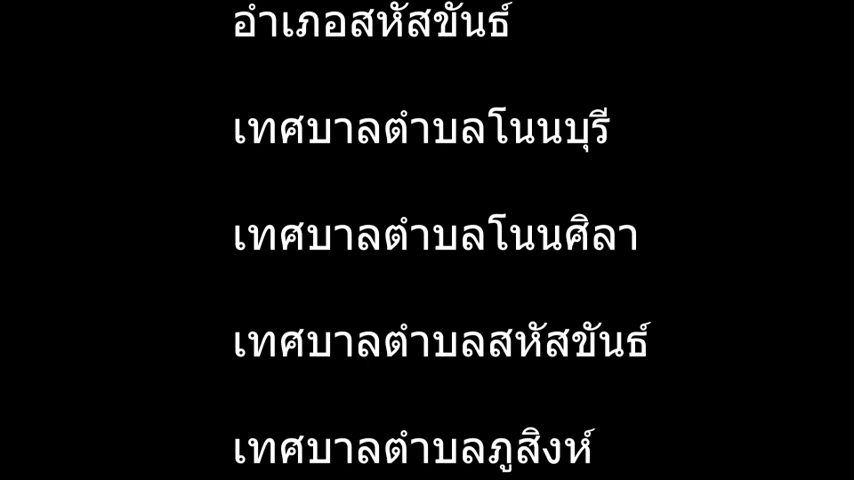 อำเภอสหัสขันธ์
เทศบาลตำบลโนนบุรี
เทศบาลตำบลโนนศิลา
เทศบาลตำบลสหัสขันธ์
เทศบาลตำบลภูสิงห์